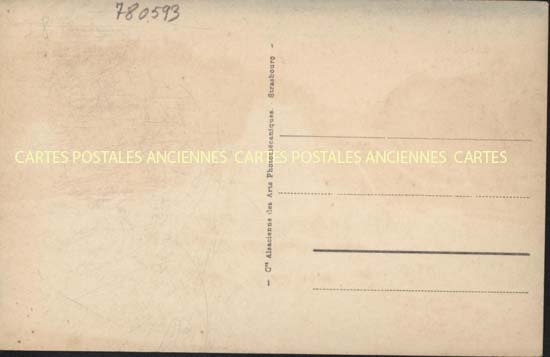 780593
— Cie Alsacienne des Arts Photomécaniques - Strasbourg —
CARTES POSTALES ANCIENNES CARTES POSTALES ANCIENNES CARTES